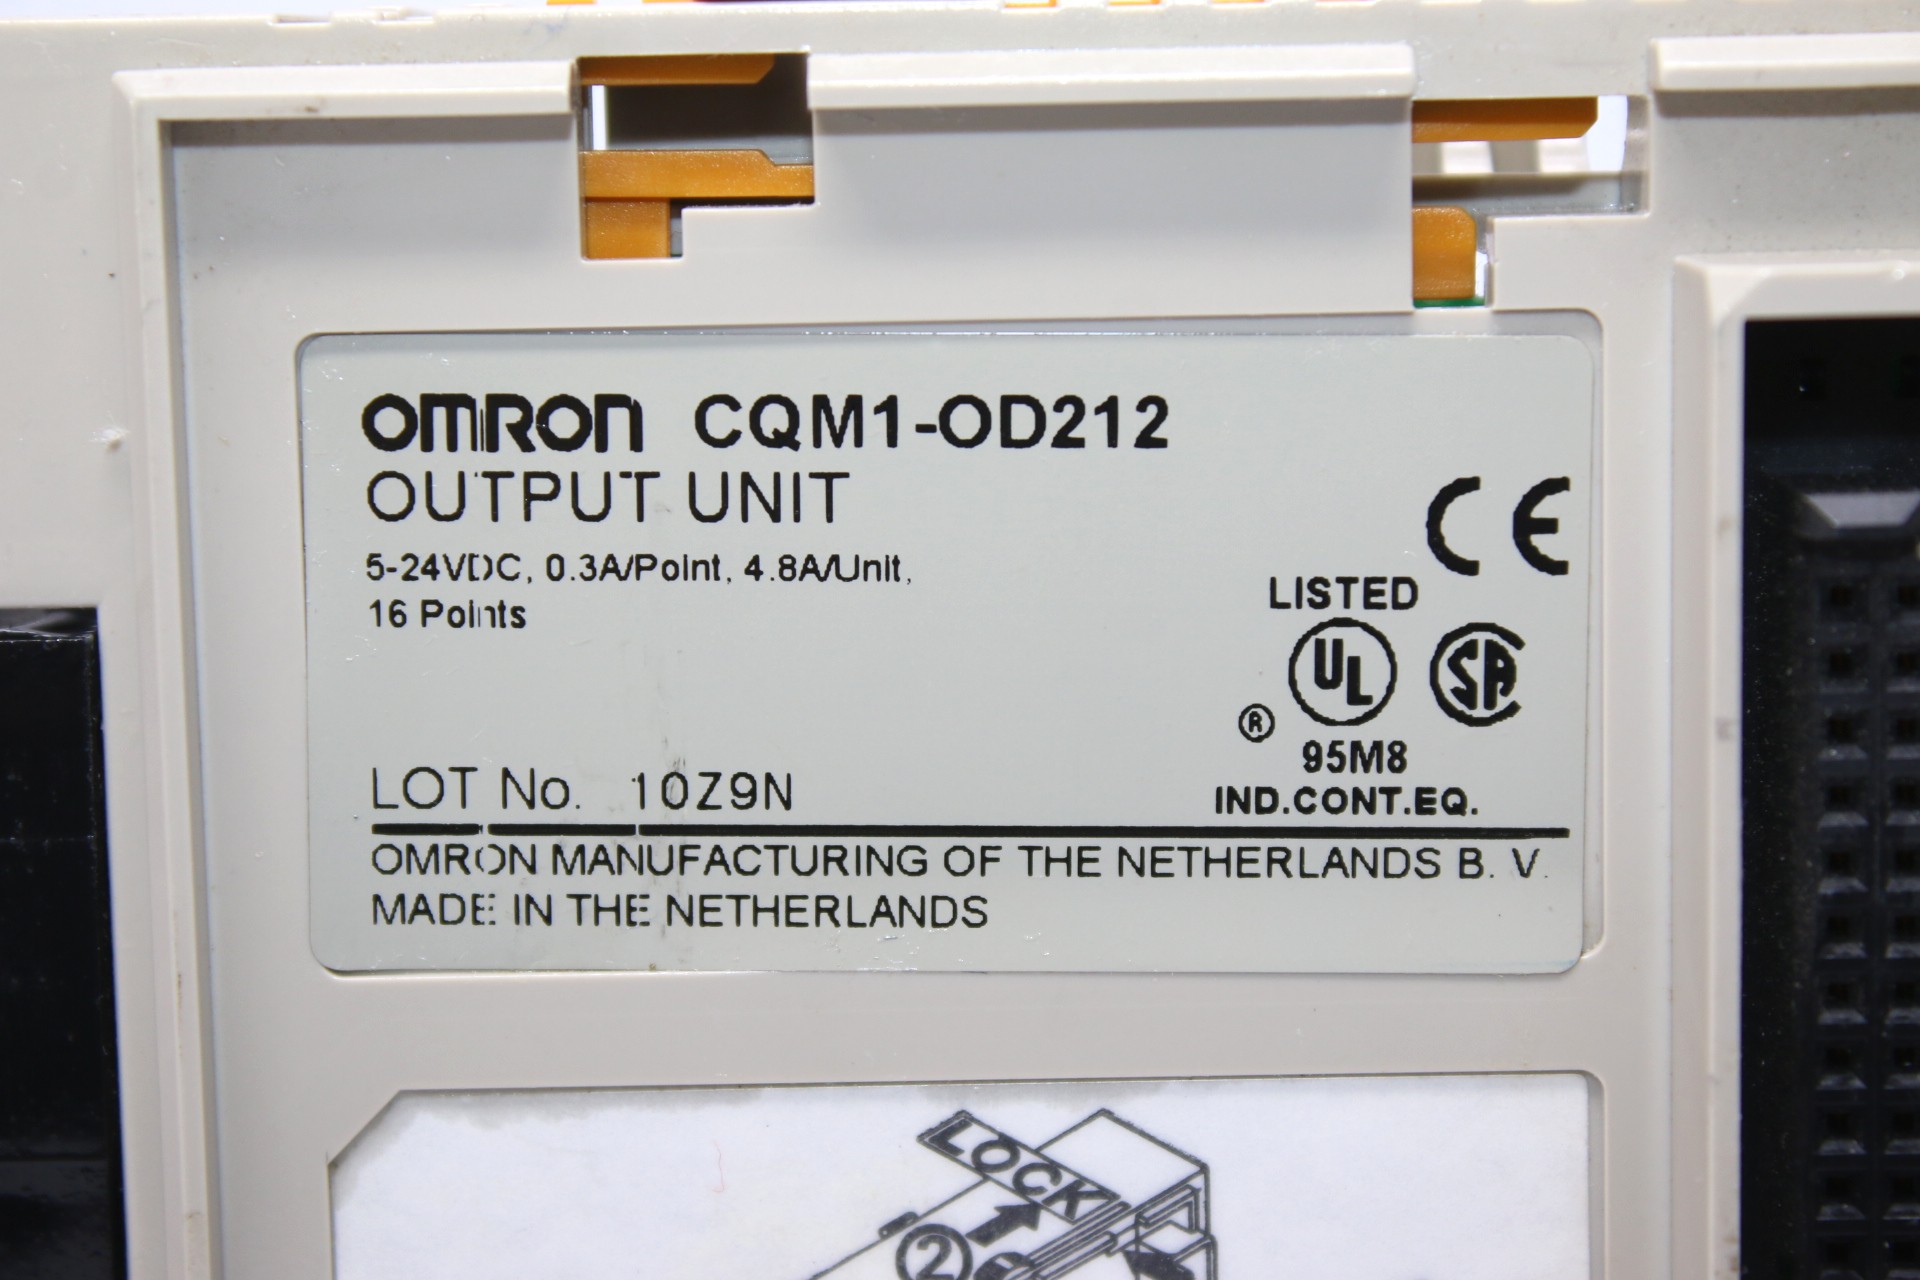 OMRON CQM1-OD212
OUTPUT UNIT
5-24VDC, 0.3A/Point, 4.8A/Unit,
16 Points
CE
LISTED
UL
SA
®
95M8
IND.CONT.EQ.
LOT No. 10Z9N
OMRON MANUFACTURING OF THE NETHERLANDS B. V.
MADE IN THE NETHERLANDS
LOCK
2